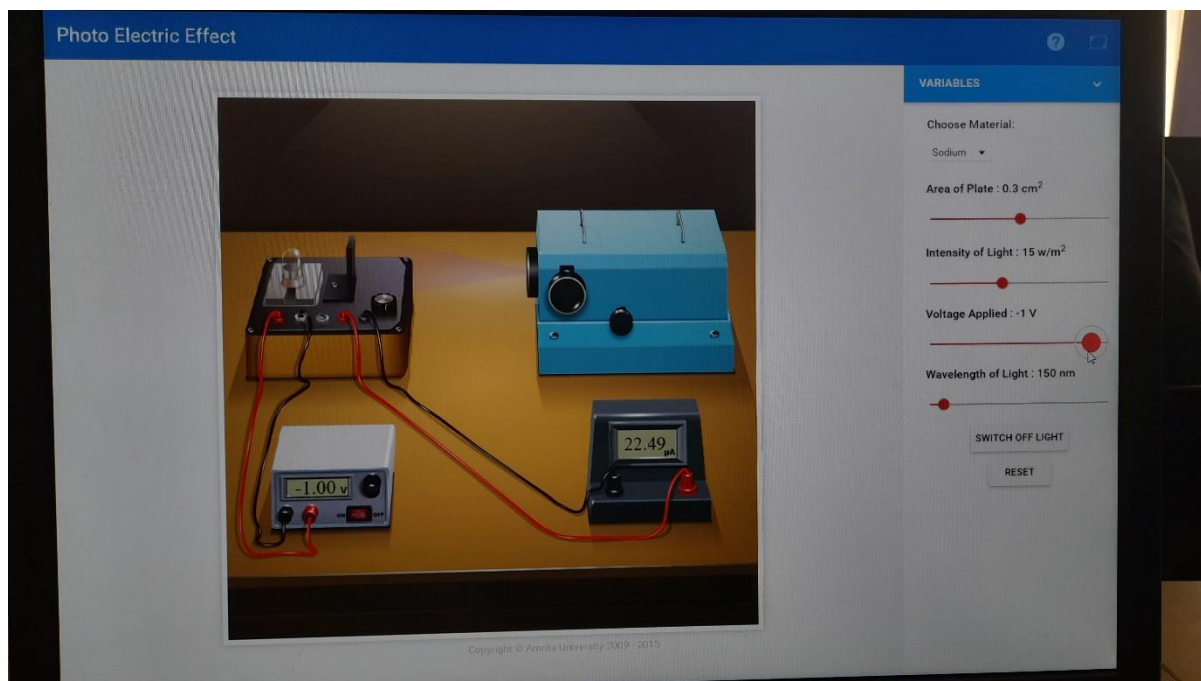 Photo Electric Effect
?
VARIABLES
Choose Material:
Sodium
Area of Plate : 0.3 cm²
Intensity of Light : 15 w/m²
Voltage Applied : -1 V
Wavelength of Light : 150 nm
SWITCH OFF LIGHT
RESET
22.49 µA
-1.00 v
ON OFF
Copyright © Amrita University 2009 - 2015